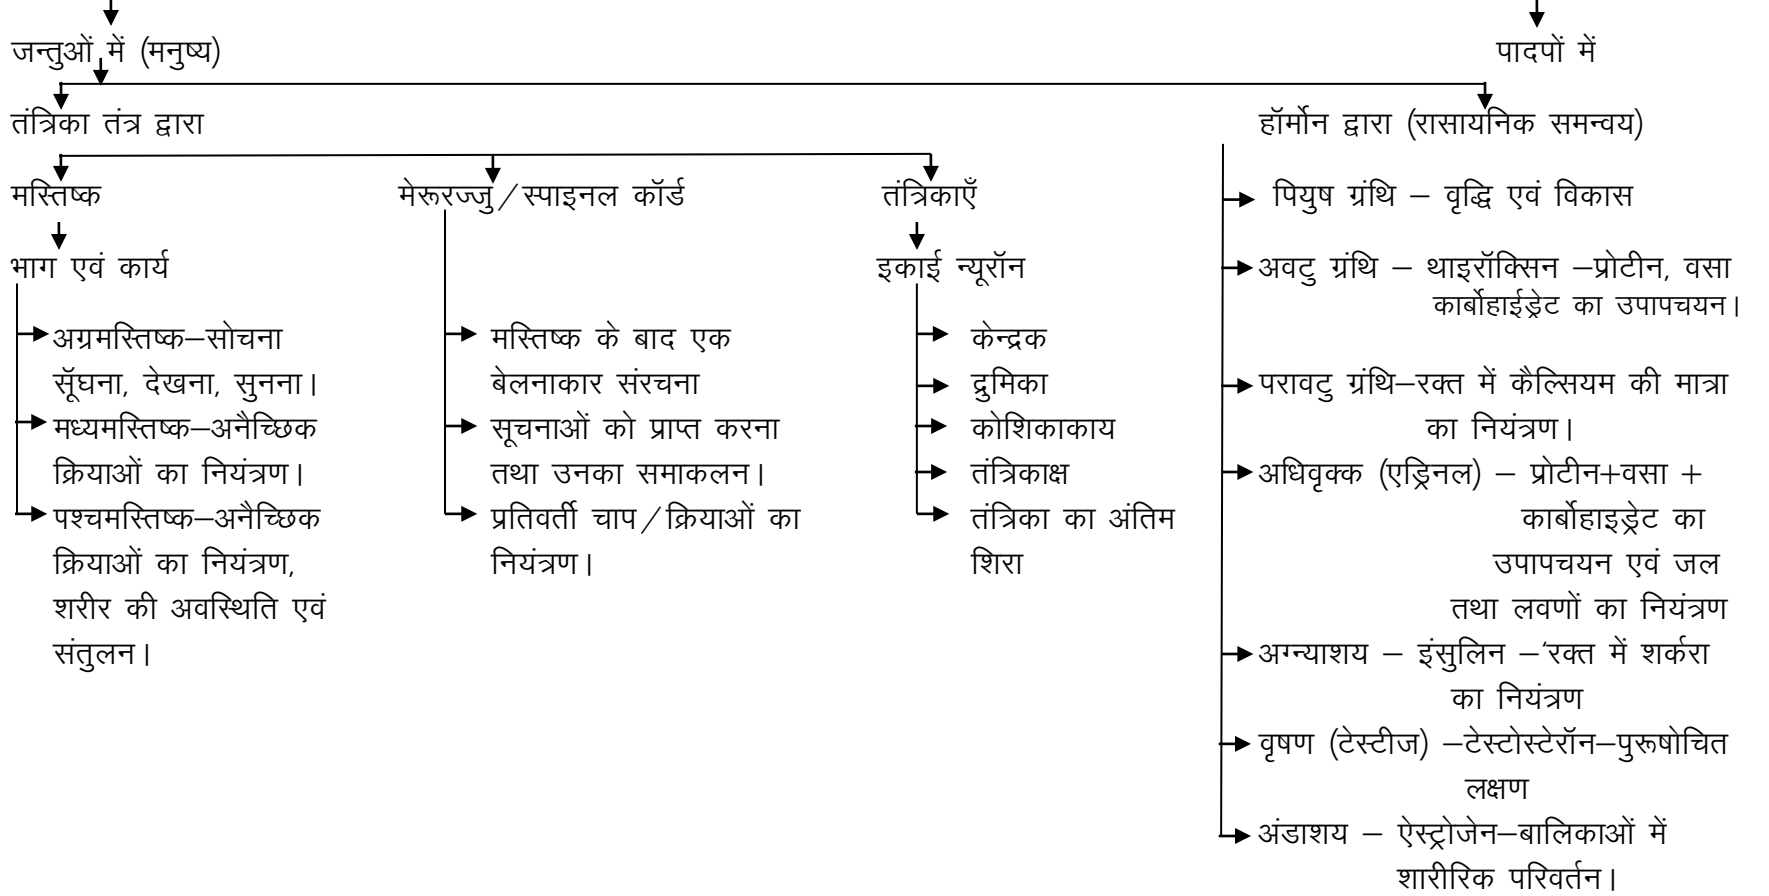 जन्तुओं में (मनुष्य)
पादपों में
तंत्रिका तंत्र द्वारा
हॉर्मोन द्वारा (रासायनिक समन्वय)
मस्तिष्क
मेरूरज्जु/स्पाइनल कॉर्ड
तंत्रिकाएँ
भाग एवं कार्य
अग्रमस्तिष्क–सोचना
सूॅंघना, देखना, सुनना।
मध्यमस्तिष्क–अनैच्छिक
क्रियाओं का नियंत्रण।
पश्चमस्तिष्क–अनैच्छिक
क्रियाओं का नियंत्रण,
शरीर की अवस्थिति एवं
संतुलन।
मस्तिष्क के बाद एक
बेलनाकार संरचना
सूचनाओं को प्राप्त करना
तथा उनका समाकलन।
प्रतिवर्ती चाप/क्रियाओं का
नियंत्रण।
इकाई न्यूरॉन
केन्द्रक
द्रुमिका
कोशिकाकाय
तंत्रिकाक्ष
तंत्रिका का अंतिम
शिरा
पियुष ग्रंथि – वृद्धि एवं विकास
अवटु ग्रंथि – थाइरॉक्सिन –प्रोटीन, वसा
कार्बोहाईड्रेट का उपापचयन।
परावटु ग्रंथि–रक्त में कैल्सियम की मात्रा
का नियंत्रण।
अधिवृक्क (एड्रिनल) – प्रोटीन+वसा +
कार्बोहाइड्रेट का
उपापचयन एवं जल
तथा लवणों का नियंत्रण
अग्न्याशय – इंसुलिन –‘रक्त में शर्करा
का नियंत्रण
वृषण (टेस्टीज) –टेस्टोस्टेरॉन–पुरूषोचित
लक्षण
अंडाशय – ऐस्ट्रोजेन–बालिकाओं में
शारीरिक परिवर्तन।